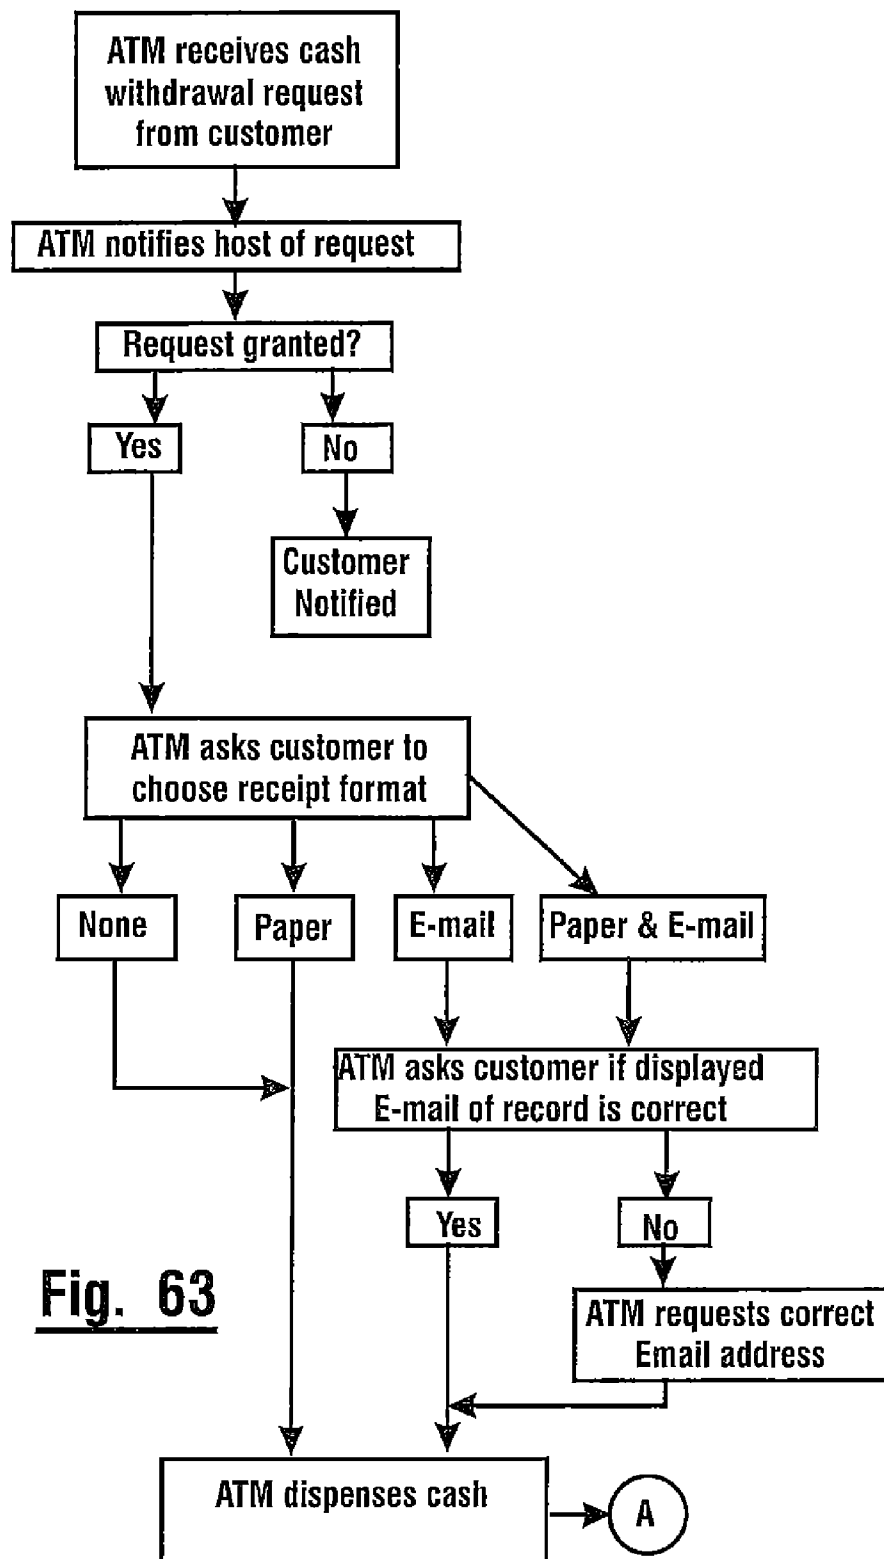 ATM receives cash
withdrawal request
from customer
ATM notifies host of request
Request granted?
Yes
No
Customer
Notified
ATM asks customer to
choose receipt format
None
Paper
E-mail
Paper & E-mail
ATM asks customer if displayed
E-mail of record is correct
Yes
No
Fig. 63
ATM requests correct
Email address
ATM dispenses cash
A